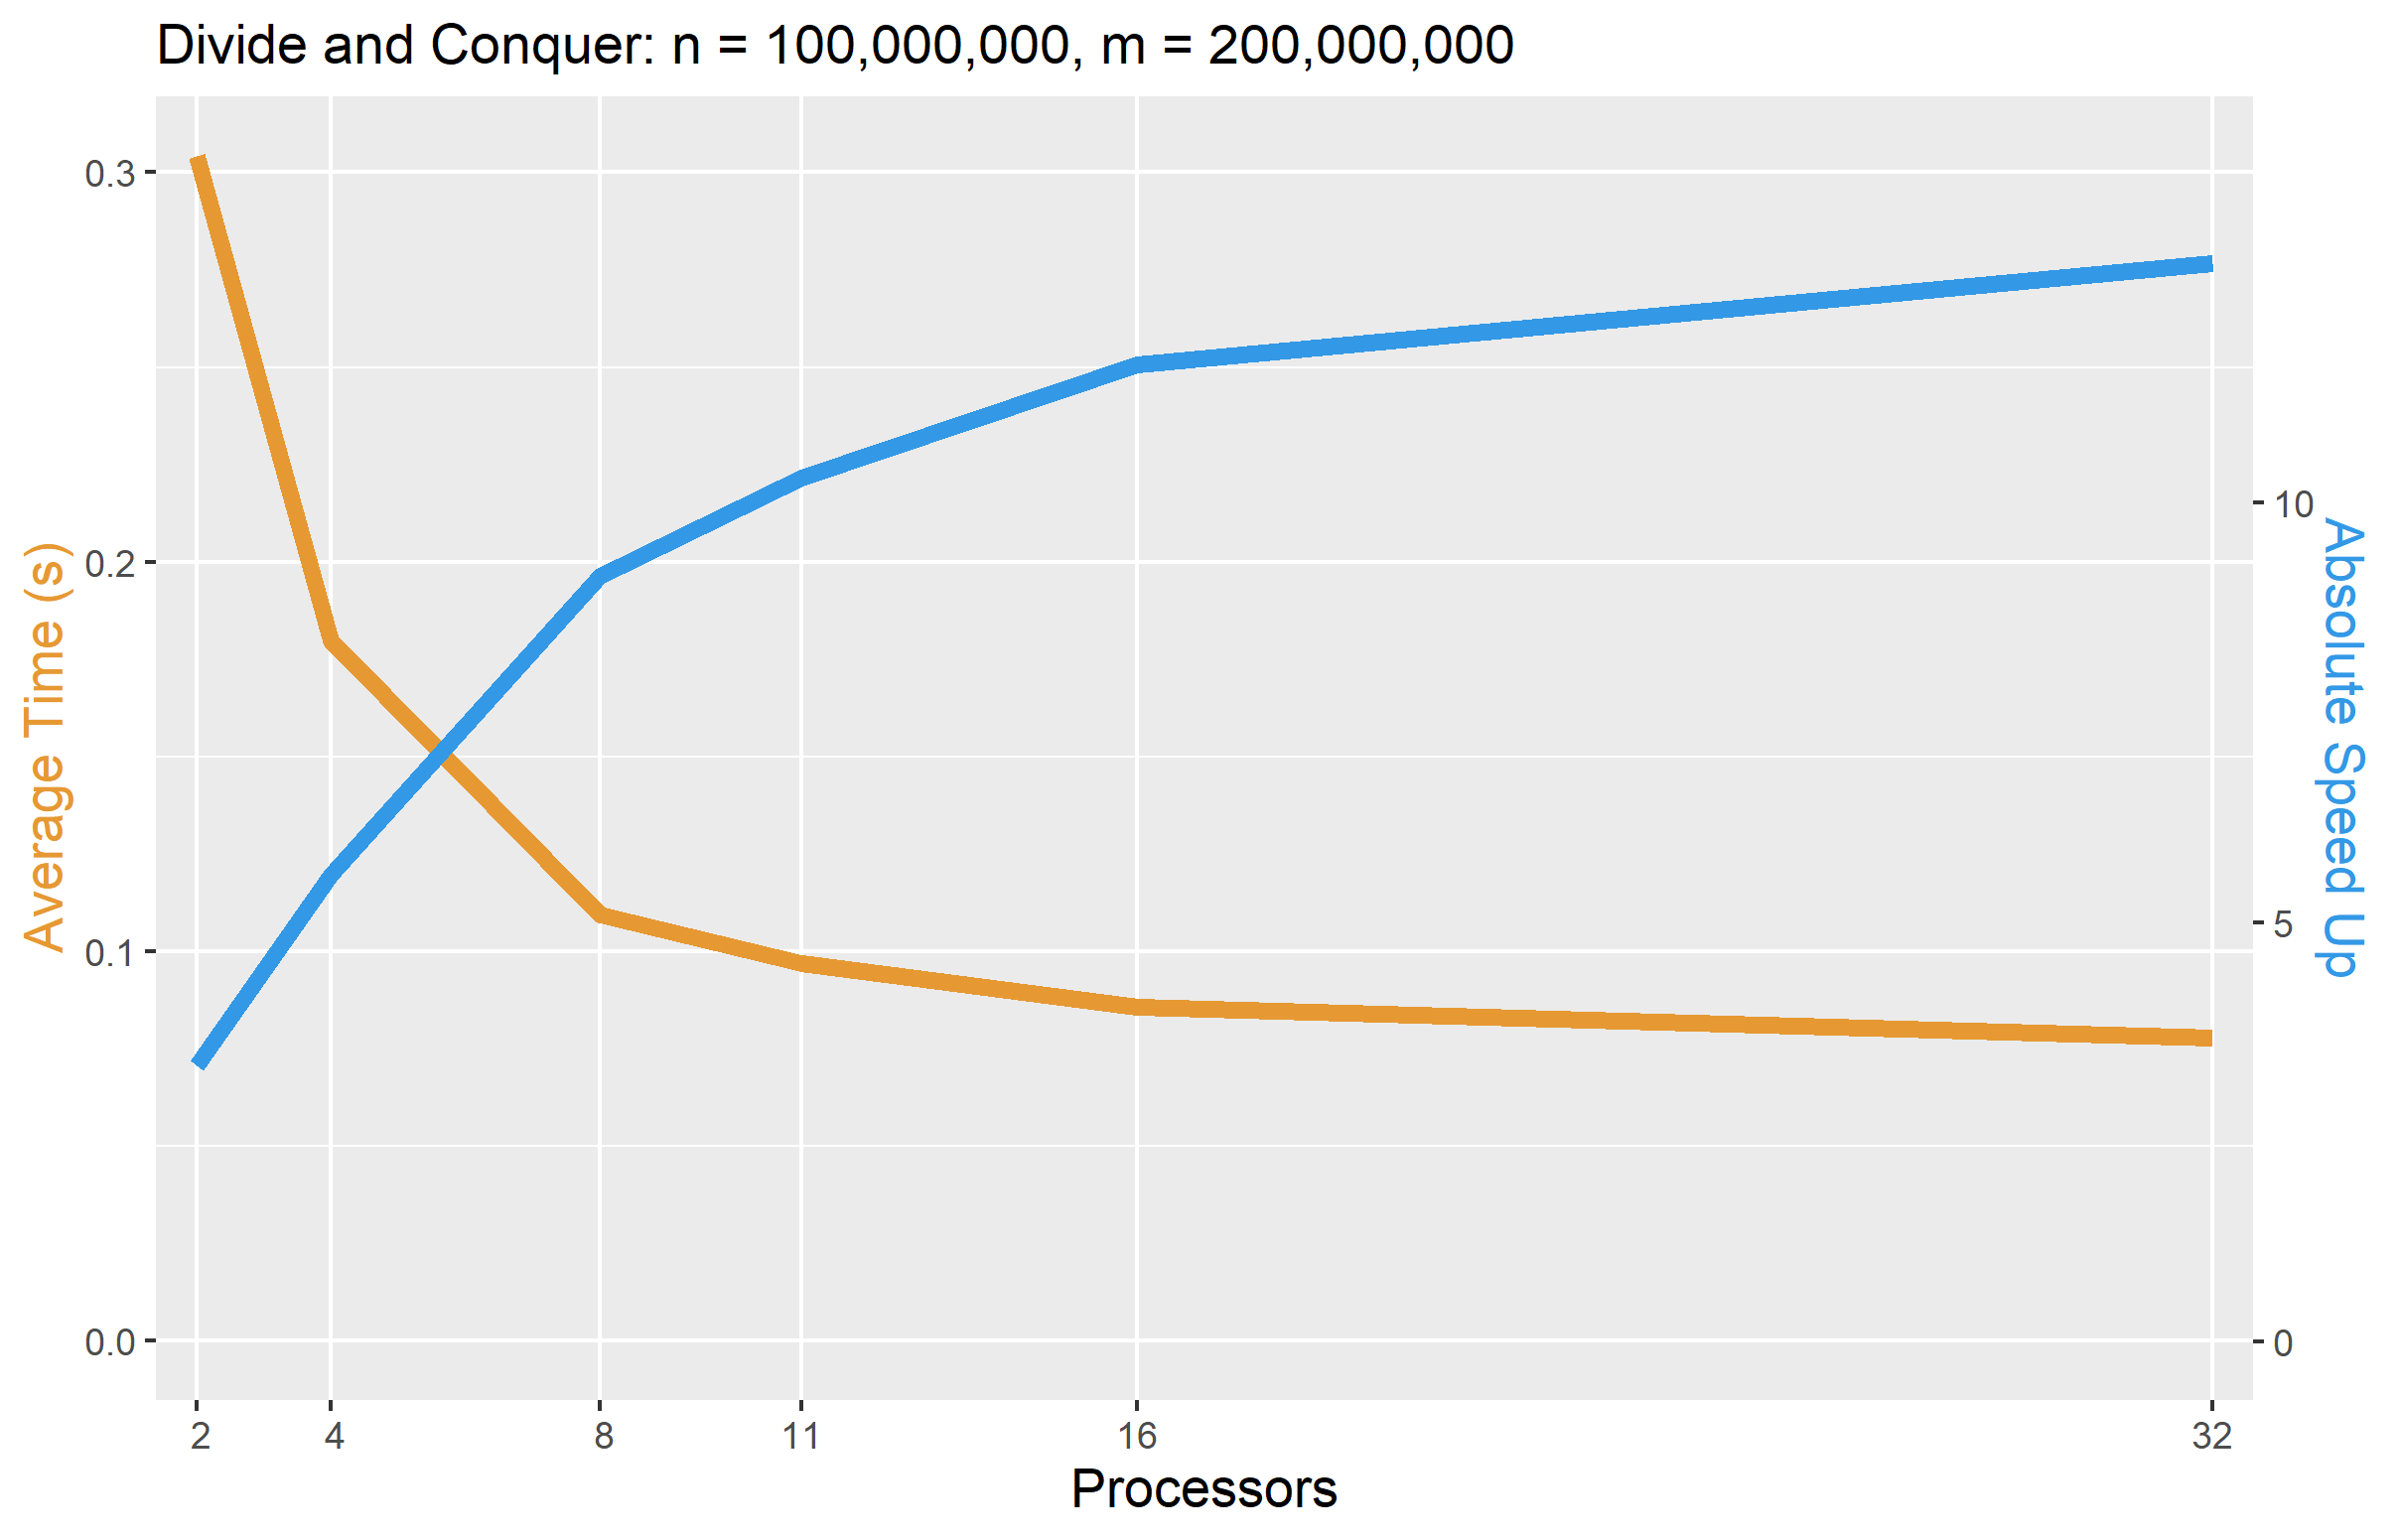 Divide and Conquer: n = 100,000,000, m = 200,000,000
Average Time (s)
0.3
0.2
0.1
0.0
10
5
0
Absolute Speed Up
2 4 8 11 16 32
Processors